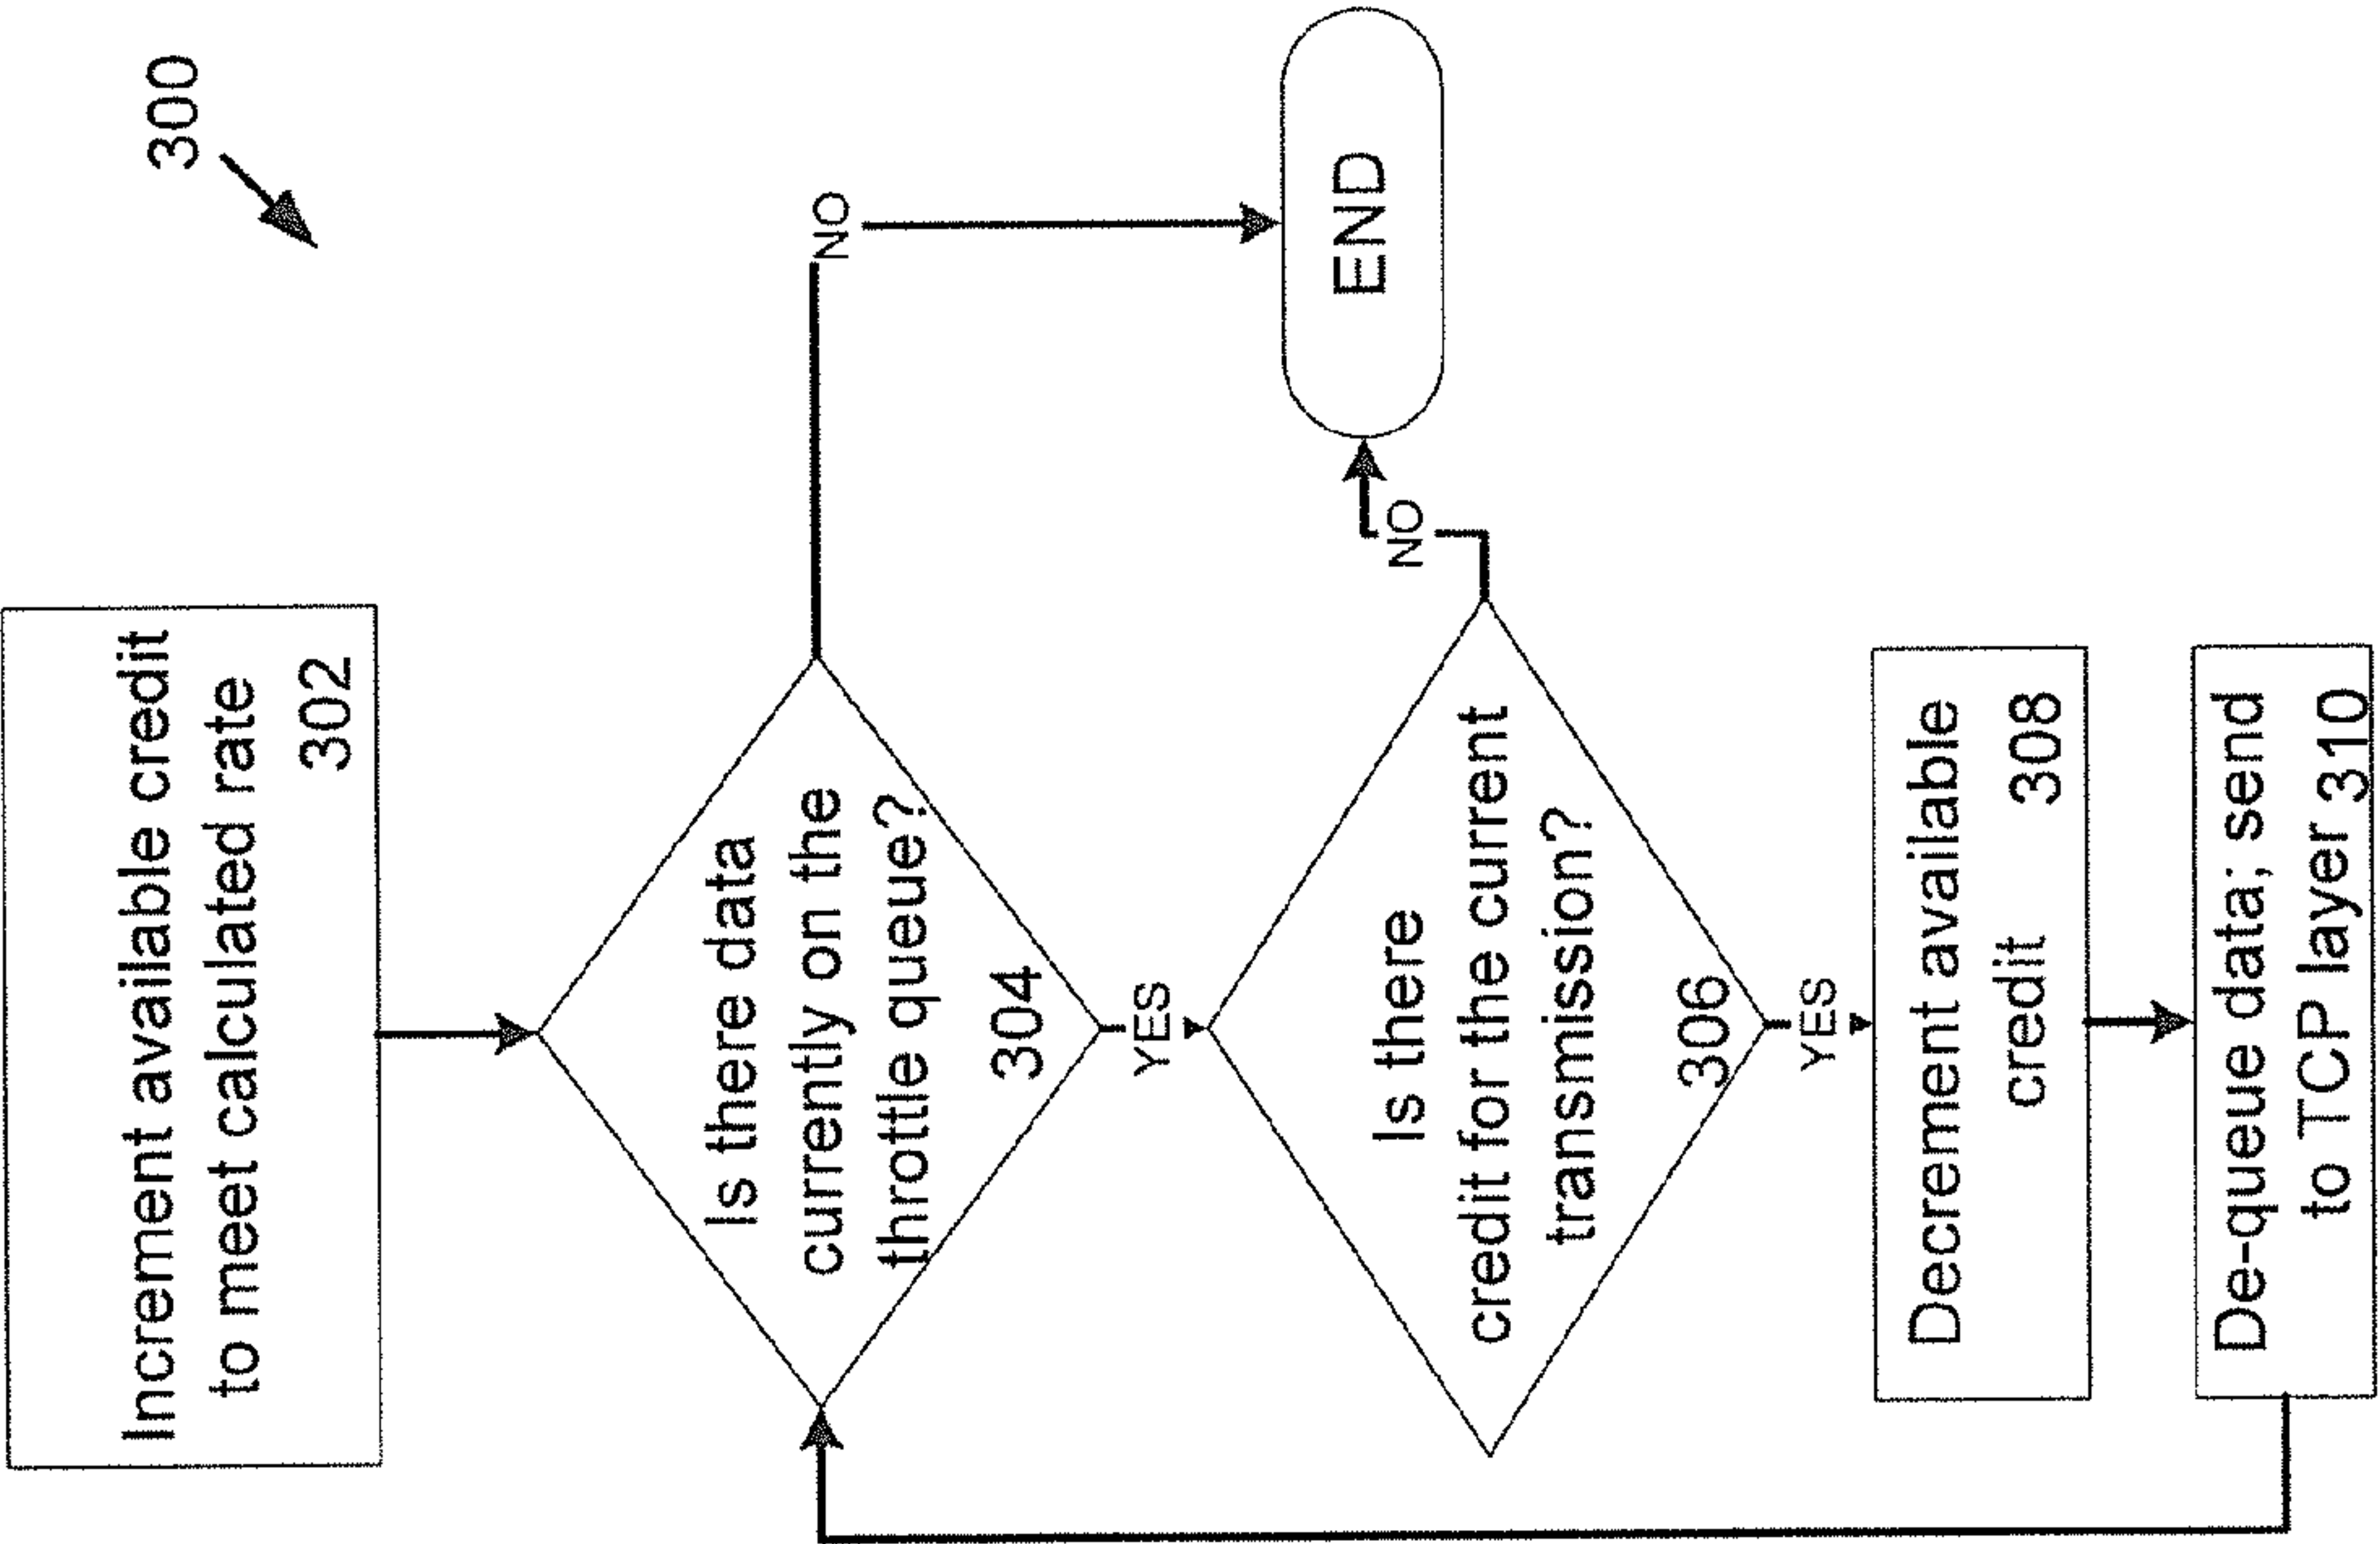 300
Increment available credit
to meet calculated rate
302
Is there data
currently on the
throttle queue?
304
NO
YES
Is there
credit for the current
transmission?
306
NO
END
YES
Decrement available
credit 308
De-queue data; send
to TCP layer 310